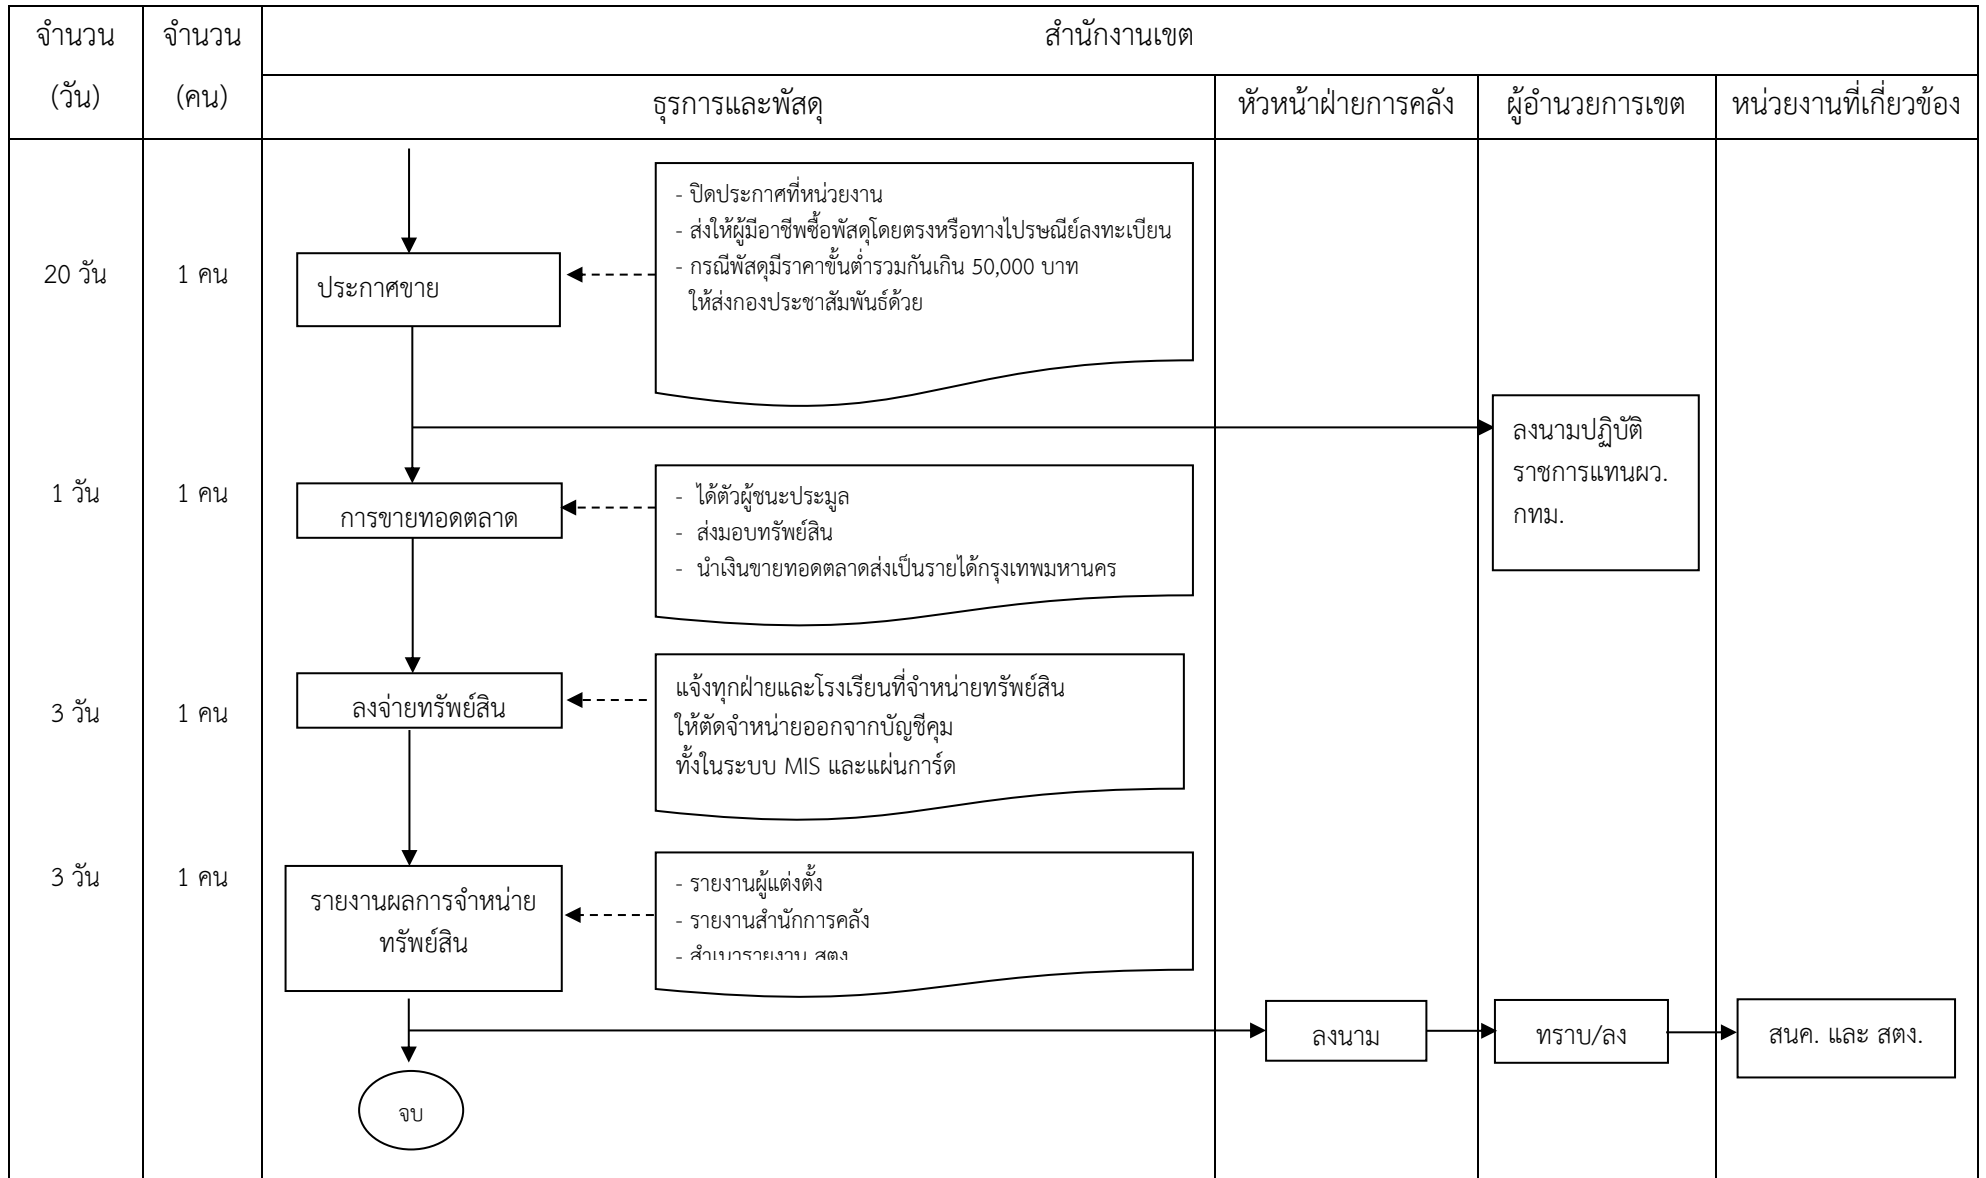 จำนวน
(วัน)
จำนวน
(คน)
สำนักงานเขต
ธุรการและพัสดุ
หัวหน้าฝ่ายการคลัง
ผู้อำนวยการเขต
หน่วยงานที่เกี่ยวข้อง
20 วัน
1 คน
ประกาศขาย
- ปิดประกาศที่หน่วยงาน
- ส่งให้ผู้มีอาชีพซื้อพัสดุโดยตรงหรือทางไปรษณีย์ลงทะเบียน
- กรณีพัสดุมีราคาขั้นต่ำรวมกันเกิน 50,000 บาท
ให้ส่งกองประชาสัมพันธ์ด้วย
ลงนามปฏิบัติ
ราชการแทนผว.
กทม.
1 วัน
1 คน
การขายทอดตลาด
- ได้ตัวผู้ชนะประมูล
- ส่งมอบทรัพย์สิน
- นำเงินขายทอดตลาดส่งเป็นรายได้กรุงเทพมหานคร
3 วัน
1 คน
ลงจ่ายทรัพย์สิน
แจ้งทุกฝ่ายและโรงเรียนที่จำหน่ายทรัพย์สิน
ให้ตัดจำหน่ายออกจากบัญชีคุม
ทั้งในระบบ MIS และแผ่นการ์ด
3 วัน
1 คน
รายงานผลการจำหน่าย
ทรัพย์สิน
- รายงานผู้แต่งตั้ง
- รายงานสำนักการคลัง
- สำเนารายงาน สตง
ลงนาม
ทราบ/ลง
สนค. และ สตง.
จบ